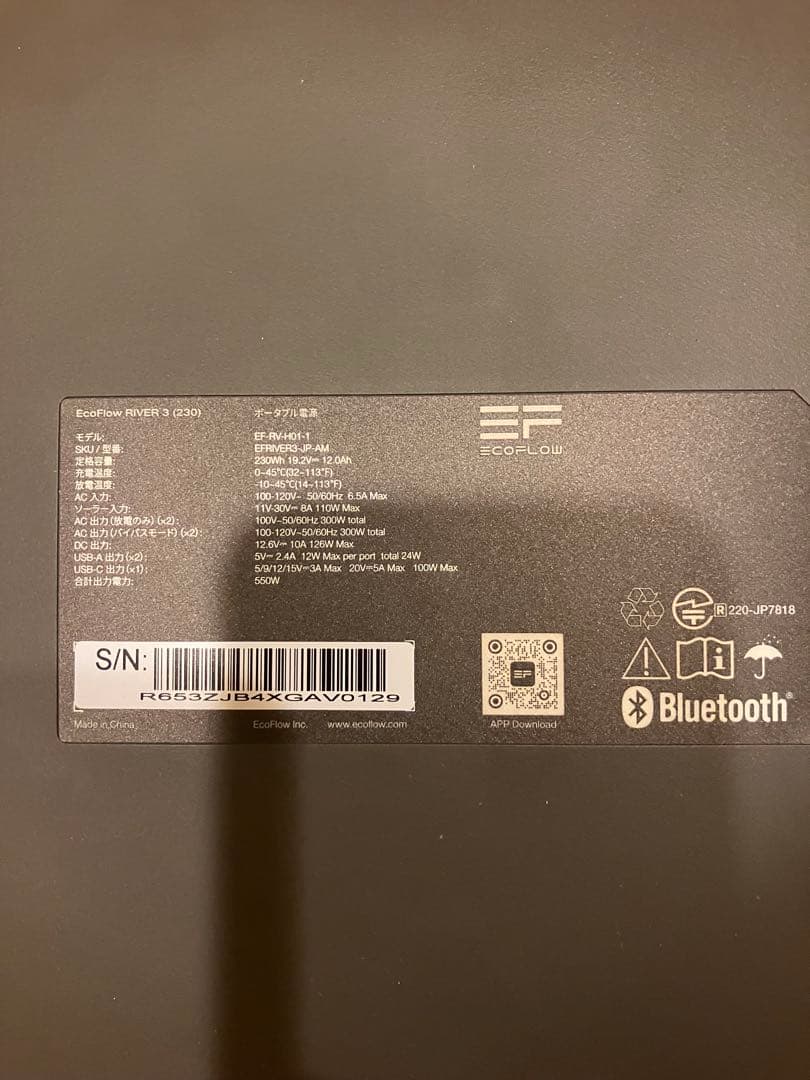 EcoFlow RIVER 3 (230) ポータブル電源
EF
ECOFLOW
モデル: EF-RV-H01-1
SKU / 型番: EFRIVER3-JP-AM
定格容量: 230Wh 19.2V⎓ 12.0Ah
充電温度: 0~45℃(32~113°F)
放電温度: -10~45℃(14~113°F)
AC 入力: 100-120V~ 50/60Hz 6.5A Max
ソーラー入力: 11V-30V⎓ 8A 110W Max
AC 出力 (放電のみ) (×2): 100V~50/60Hz 300W total
AC 出力 (バイパスモード) (×2): 100-120V~50/60Hz 300W total
DC 出力: 12.6V⎓ 10A 126W Max
USB-A 出力 (×2): 5V⎓ 2.4A 12W Max per port total 24W
USB-C 出力 (×1): 5/9/12/15V⎓3A Max 20V⎓5A Max 100W Max
合計出力電力: 550W
R 220-JP7818
S/N:
R653ZJB4XGAV0129
EF
Bluetooth®
Made in China EcoFlow Inc. www.ecoflow.com APP Download